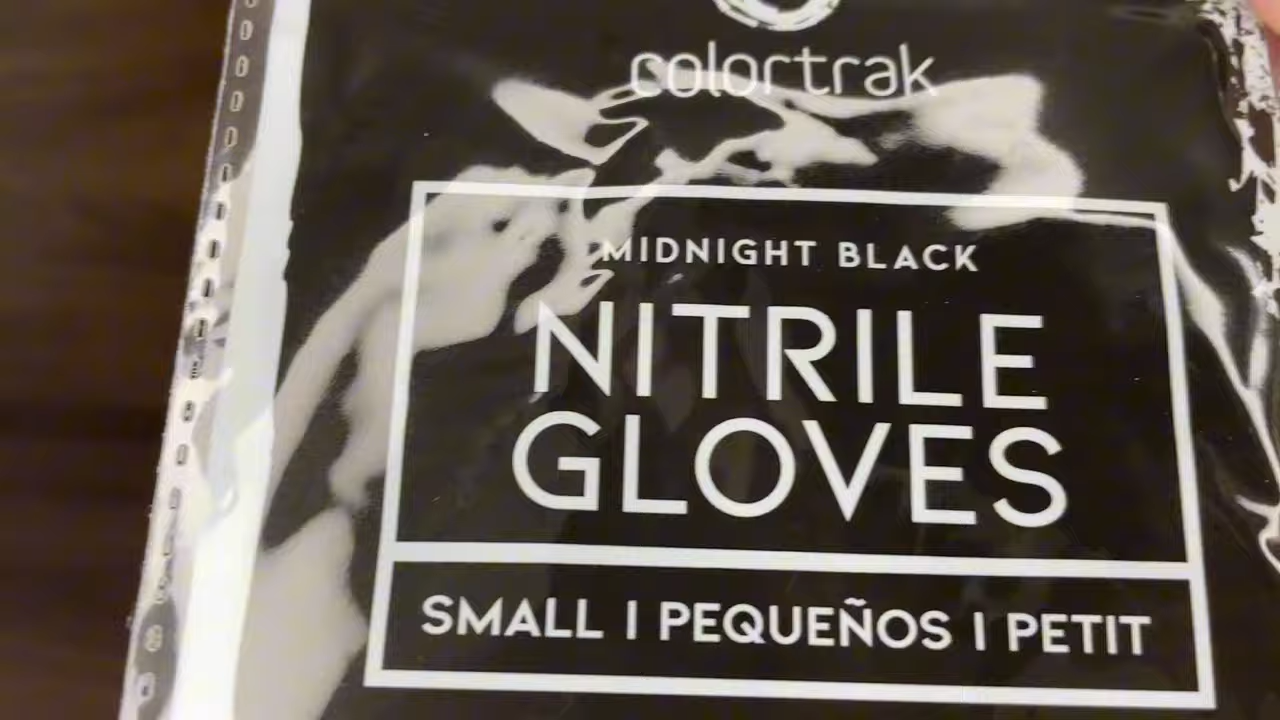 colortrak
MIDNIGHT BLACK
NITRILE
GLOVES
SMALL | PEQUEÑOS | PETIT